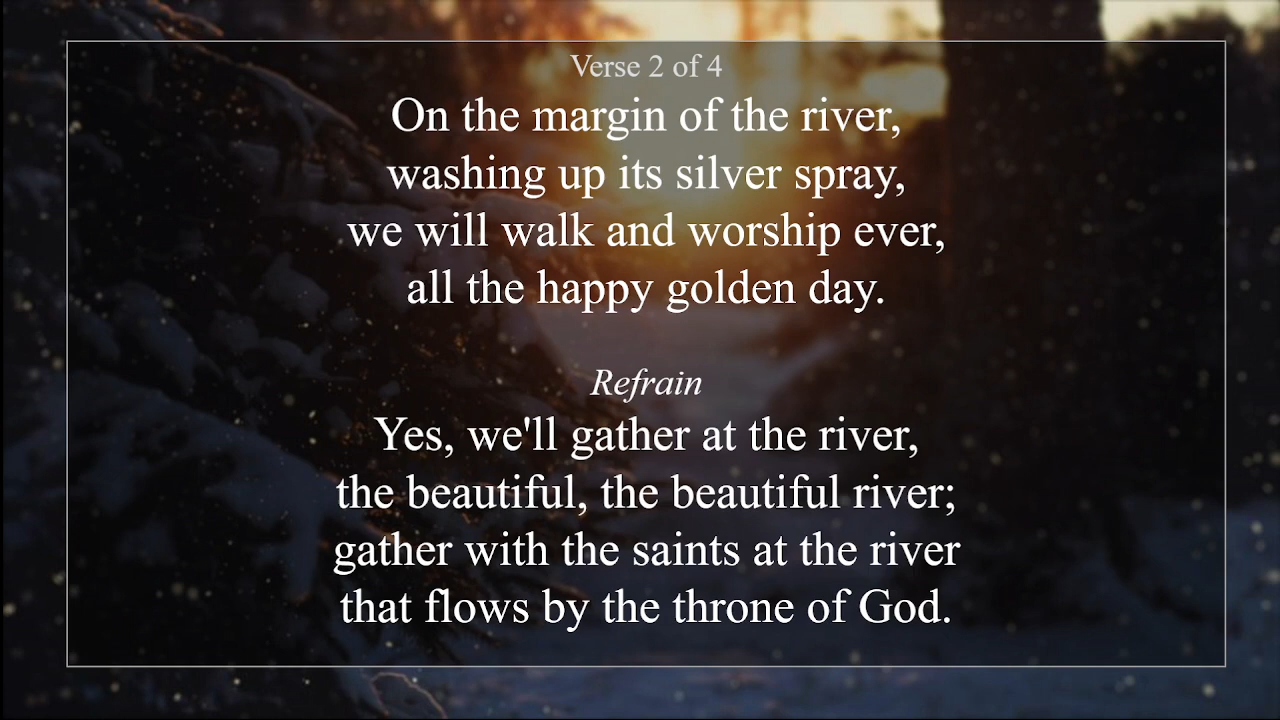 Verse 2 of 4
On the margin of the river,
washing up its silver spray,
we will walk and worship ever,
all the happy golden day.
Refrain
Yes, we'll gather at the river,
the beautiful, the beautiful river;
gather with the saints at the river
that flows by the throne of God.